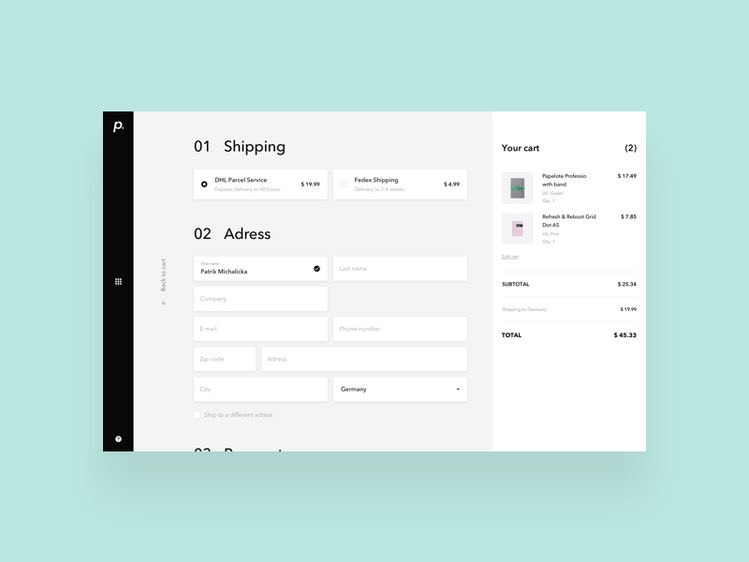 p.
Back to cart
01 Shipping
DHL Parcel Service
Express delivery to 48 hours.
$ 19.99
Fedex Shipping
Delivery to 2-4 weeks.
$ 4.99
02 Adress
First name
Patrik Michalicka
Last name
Company
E-mail
Phone number
Zip code
Adress
City
Germany
Ship to a different adress
Your cart
(2)
Papelote Professio
with band
$ 17.49
Qty: 1
Refresh & Reboot Grid
Dot A5
$ 7.85
A5, Pink
Qty: 1
Edit cart
SUBTOTAL
$ 25.34
Shipping to Germany
$ 19.99
TOTAL
$ 45.33